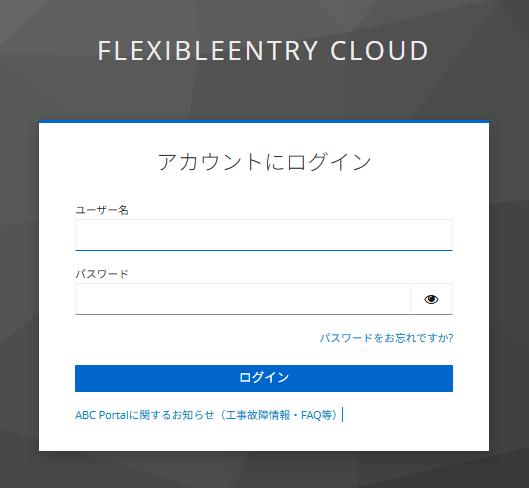 FLEXIBLEENTRY CLOUD
アカウントにログイン
ユーザー名
パスワード
パスワードをお忘れですか?
ログイン
ABC Portalに関するお知らせ（工事故障情報・FAQ等）